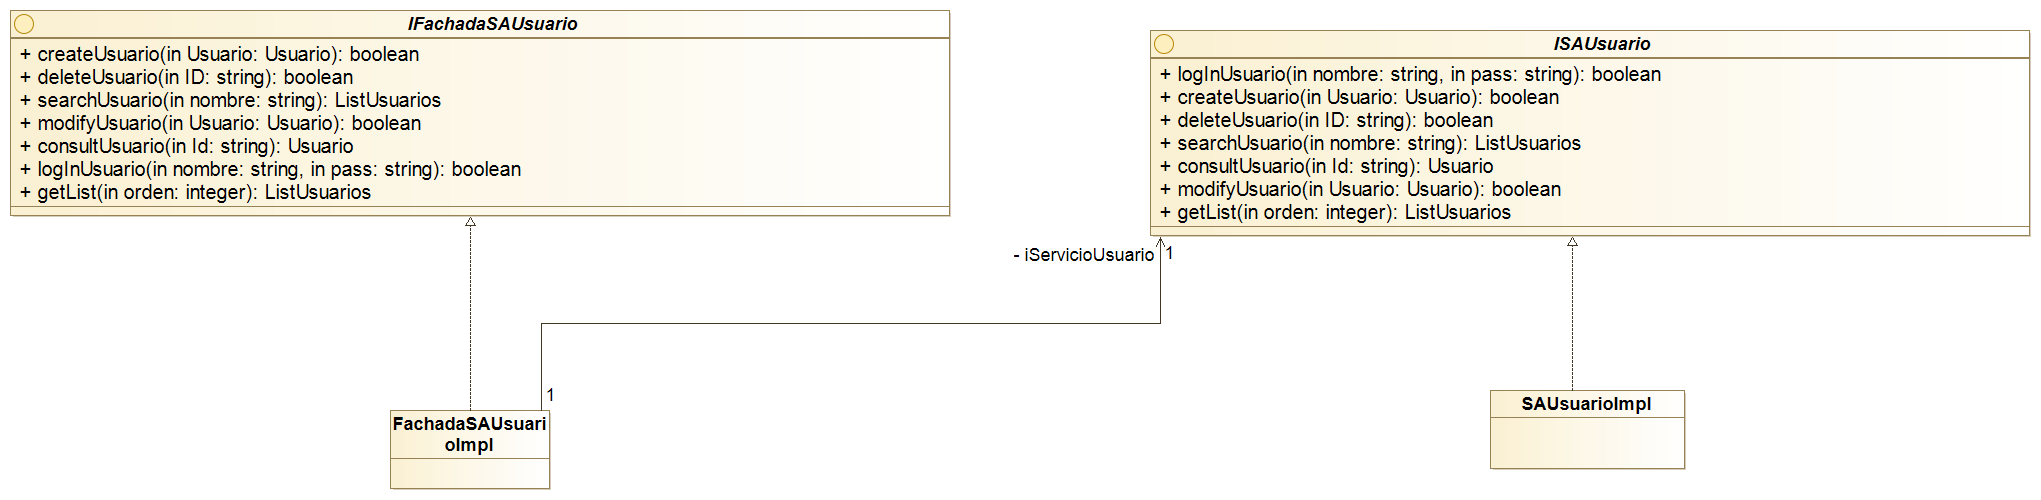 IFachadaSAUsuario
+ createUsuario(in Usuario: Usuario): boolean
+ deleteUsuario(in ID: string): boolean
+ searchUsuario(in nombre: string): ListUsuarios
+ modifyUsuario(in Usuario: Usuario): boolean
+ consultUsuario(in Id: string): Usuario
+ logInUsuario(in nombre: string, in pass: string): boolean
+ getList(in orden: integer): ListUsuarios
ISAUsuario
+ logInUsuario(in nombre: string, in pass: string): boolean
+ createUsuario(in Usuario: Usuario): boolean
+ deleteUsuario(in ID: string): boolean
+ searchUsuario(in nombre: string): ListUsuarios
+ consultUsuario(in Id: string): Usuario
+ modifyUsuario(in Usuario: Usuario): boolean
+ getList(in orden: integer): ListUsuarios
- iServicioUsuario
1
1
FachadaSAUsuari
oImpl
SAUsuarioImpl